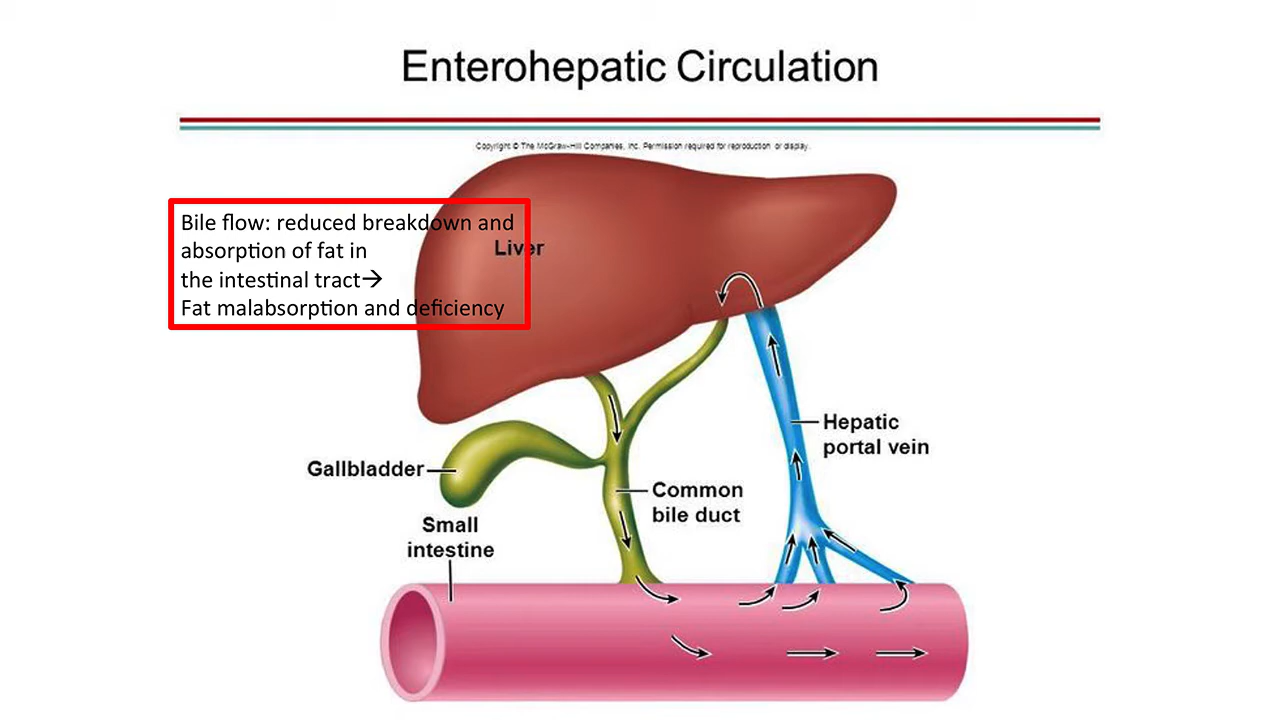 Enterohepatic Circulation
Copyright © The McGraw-Hill Companies, Inc. Permission required for reproduction or display.
Bile flow: reduced breakdown and
absorption of fat in
the intestinal tract→
Fat malabsorption and deficiency
Liver
Hepatic
portal vein
Gallbladder
Common
bile duct
Small
intestine